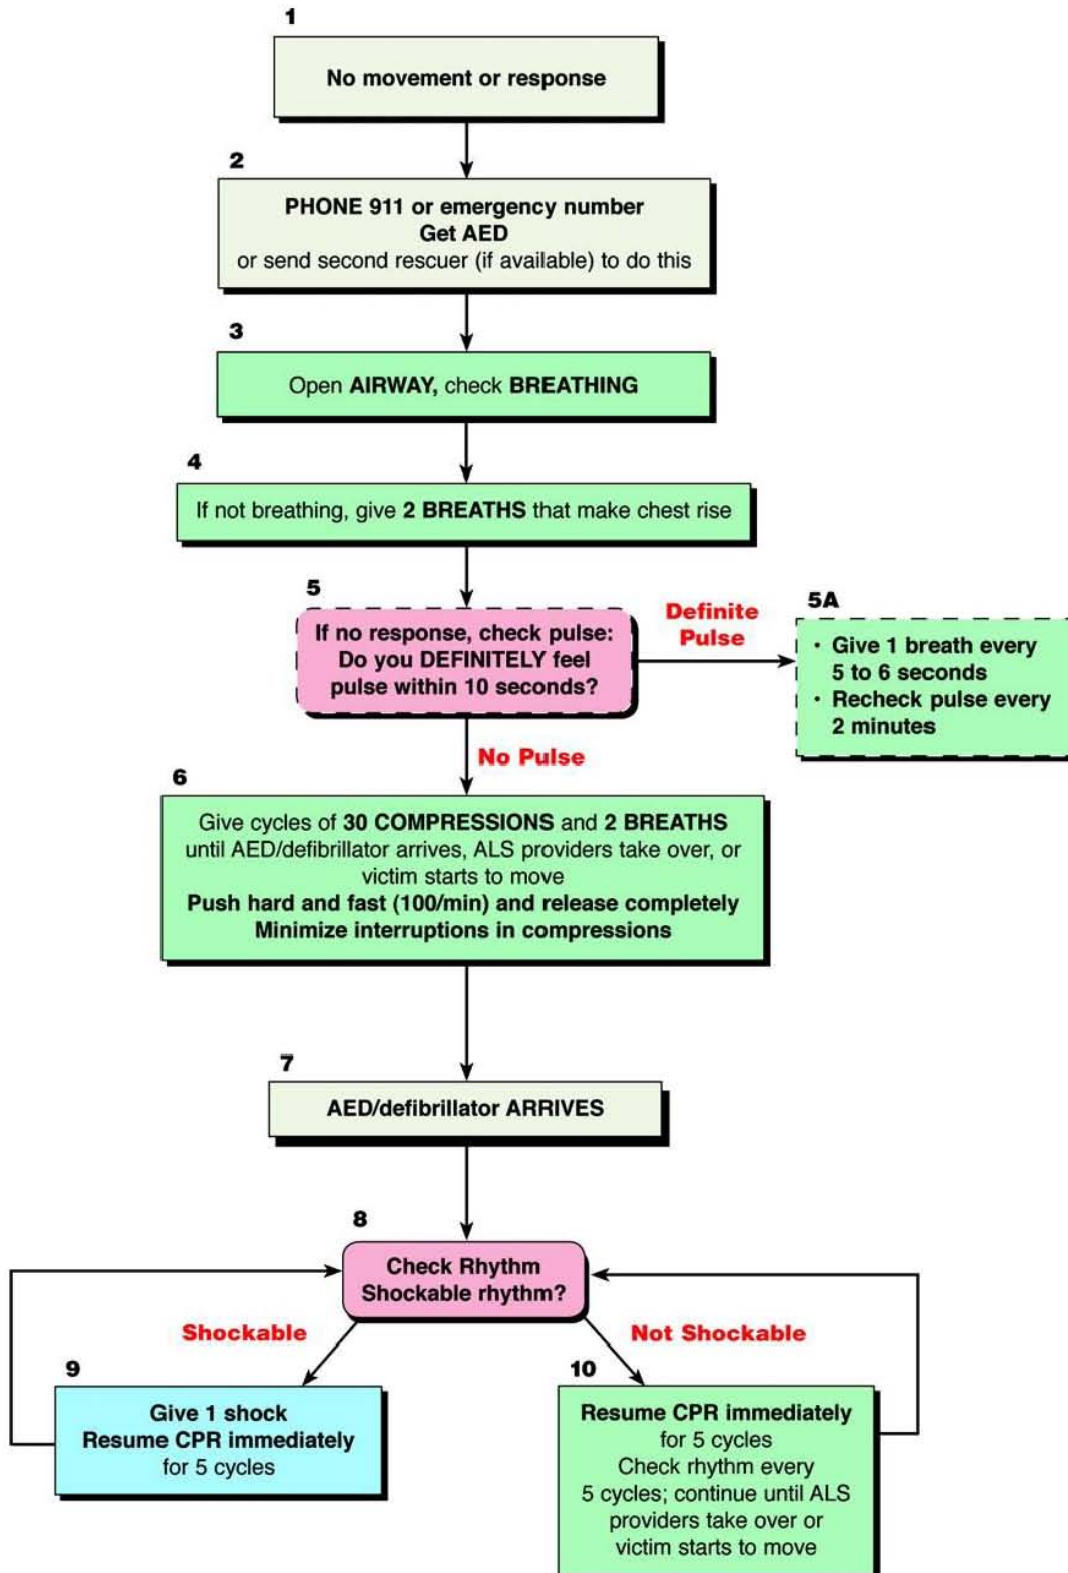 1
No movement or response
2
PHONE 911 or emergency number
Get AED
or send second rescuer (if available) to do this
3
Open AIRWAY, check BREATHING
4
If not breathing, give 2 BREATHS that make chest rise
5
If no response, check pulse:
Do you DEFINITELY feel
pulse within 10 seconds?
Definite
Pulse
5A
• Give 1 breath every
5 to 6 seconds
• Recheck pulse every
2 minutes
No Pulse
6
Give cycles of 30 COMPRESSIONS and 2 BREATHS
until AED/defibrillator arrives, ALS providers take over, or
victim starts to move
Push hard and fast (100/min) and release completely
Minimize interruptions in compressions
7
AED/defibrillator ARRIVES
8
Check Rhythm
Shockable rhythm?
Shockable
Not Shockable
9
Give 1 shock
Resume CPR immediately
for 5 cycles
10
Resume CPR immediately
for 5 cycles
Check rhythm every
5 cycles; continue until ALS
providers take over or
victim starts to move